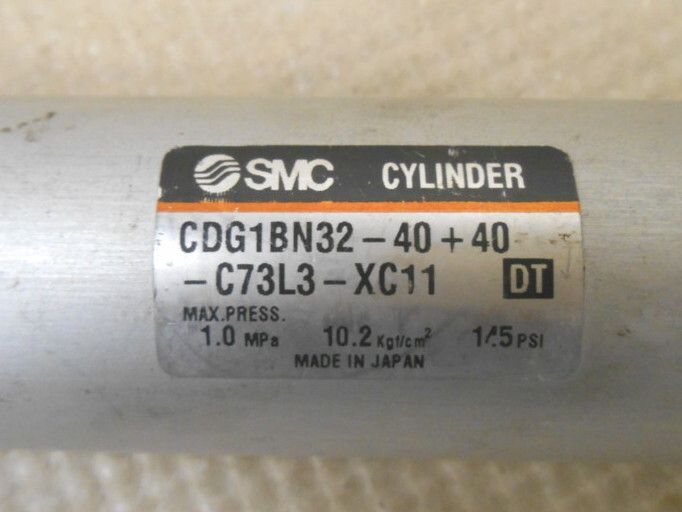 SMC CYLINDER
CDG1BN32-40+40
-C73L3-XC11 DT
MAX.PRESS.
1.0 MPa 10.2 Kgf/cm² 145 PSI
MADE IN JAPAN